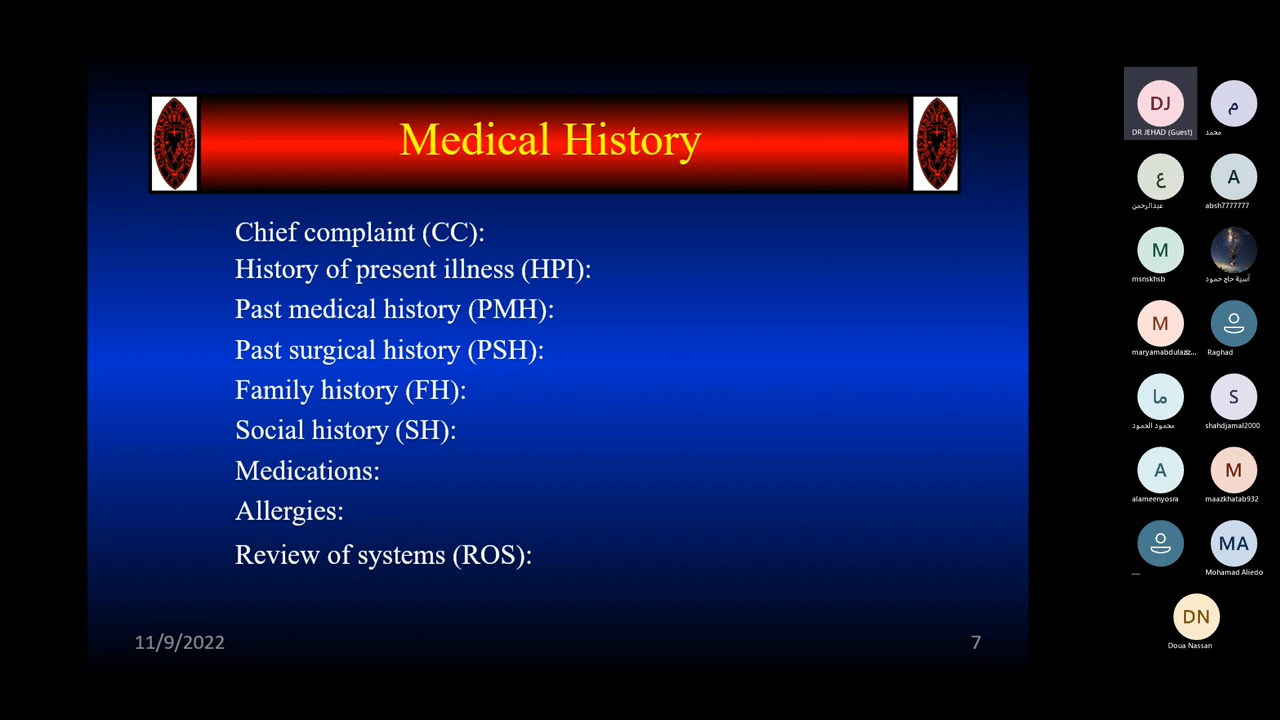 Medical History
Chief complaint (CC):
History of present illness (HPI):
Past medical history (PMH):
Past surgical history (PSH):
Family history (FH):
Social history (SH):
Medications:
Allergies:
Review of systems (ROS):
11/9/2022
7
DJ
DR JEHAD (Guest)
م
محمد
ع
عبدالرحمن
A
absh7777777
M
msnskhsb
آسية حاج حمود
M
maryamabdulaziz...
Raghad
ما
محمود الحمود
S
shahdjamal2000
A
alameenyosra
M
maazkhatab932
....
MA
Mohamad Aliedo
DN
Doua Nassan